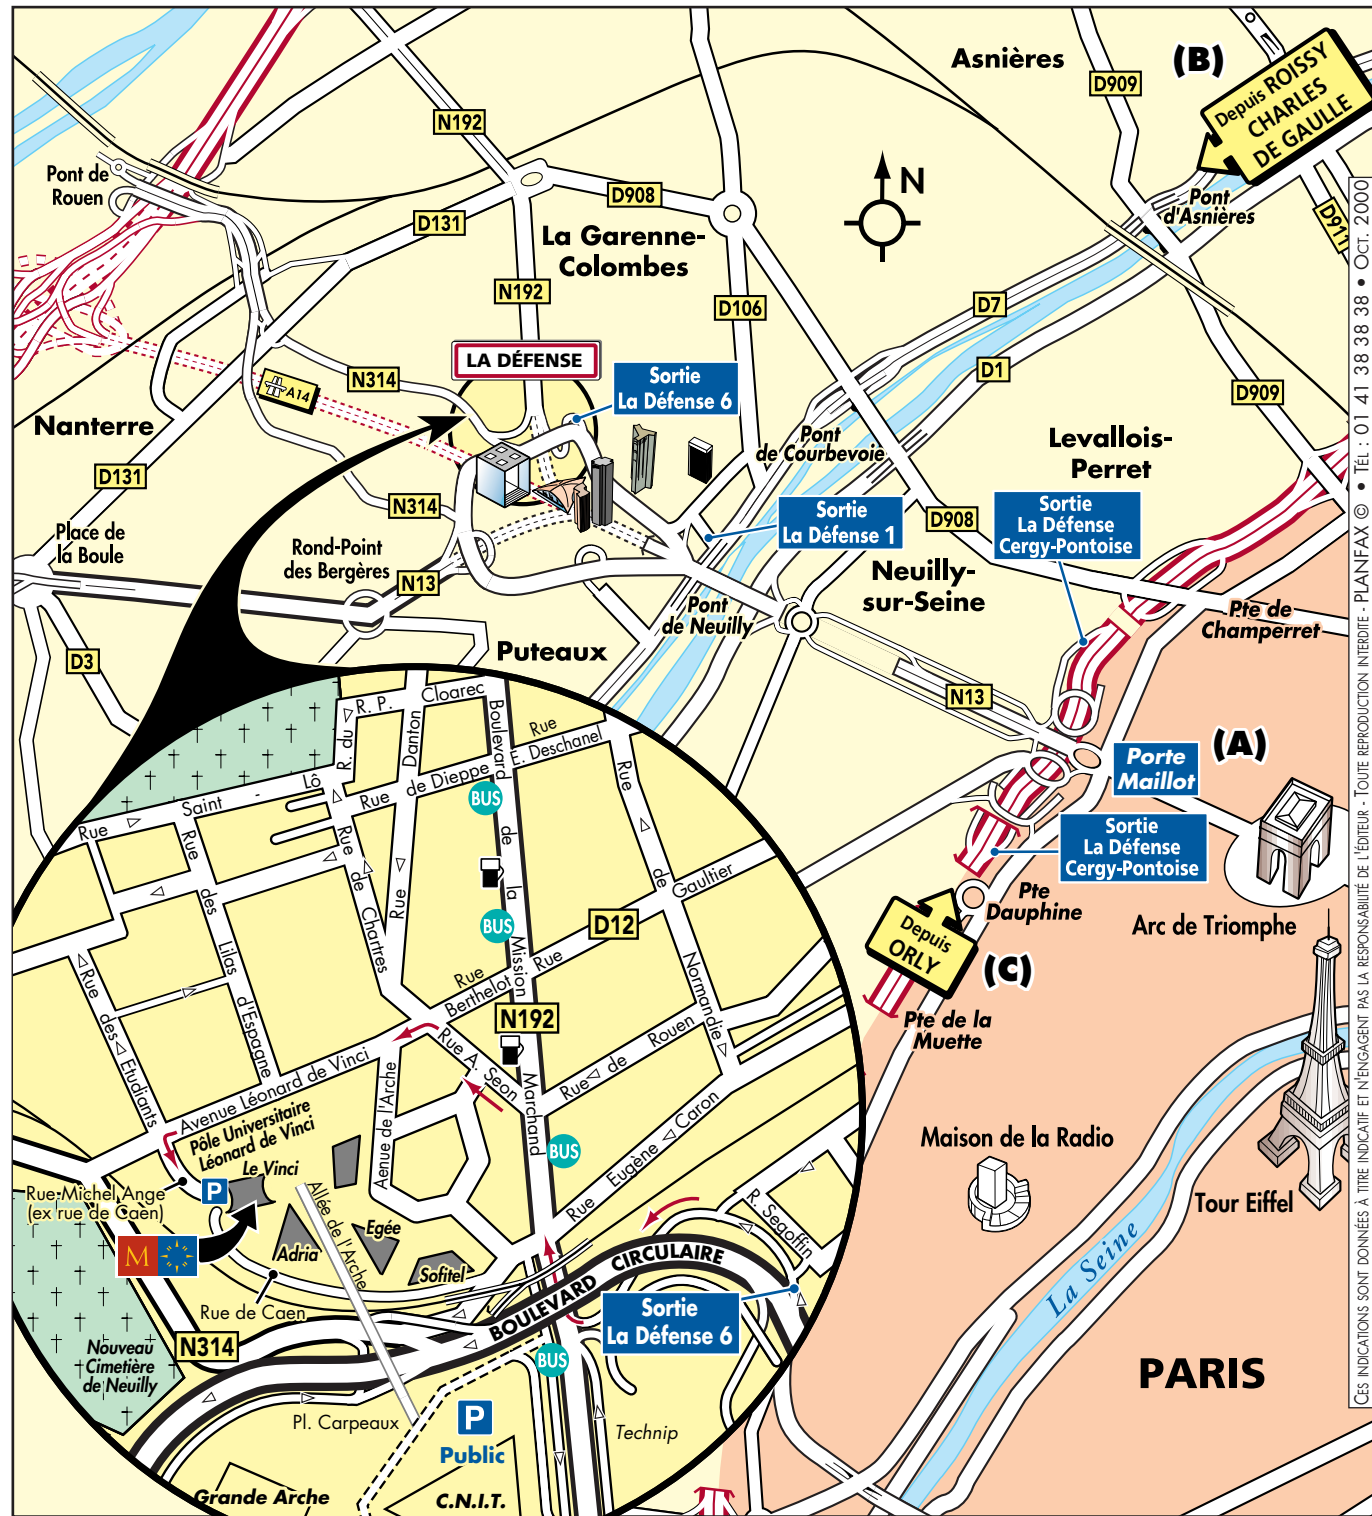 Asnières
(B)
Depuis ROISSY
CHARLES
DE GAULLE
D909
N192
Pont de
Rouen
D908
N
Pont
d'Asnières
D911
D131
La Garenne-
Colombes
N192
D106
D7
LA DÉFENSE
D1
N314
A14
Sortie
La Défense 6
D909
Nanterre
Pont
de Courbevoie
Levallois-
Perret
D131
N314
Sortie
La Défense 1
D908
Sortie
La Défense
Cergy-Pontoise
Place de
la Boule
Rond-Point
des Bergères
N13
Neuilly-
sur-Seine
Pont
de Neuilly
Pte de
Champerret
D3
Puteaux
N13
(A)
Porte
Maillot
Sortie
La Défense
Cergy-Pontoise
Pte
Dauphine
Arc de Triomphe
Depuis
ORLY
(C)
Pte de la
Muette
Maison de la Radio
Tour Eiffel
La Seine
PARIS
R. du R. P. Cloarec
Danton
Boulevard
Rue
E. Deschanel
Rue Saint - Lô
Rue de Dieppe
BUS
Rue des Lilas d'Espagne
Rue de Chartres
Rue
de la Mission Marchand
Rue de Normandie
Gaultier
BUS
D12
Rue
Rue
Berthelot
Rue des Etudiants
N192
Avenue Léonard de Vinci
Rue A. Seon
Rue de Rouen
Aenue de l'Arche
Pôle Universitaire
Léonard de Vinci
Le Vinci
BUS
Rue Eugène Caron
Rue Michel Ange
(ex rue de Caen)
P
Allée de l'Arche
R. Segoffin
M
Adria
Egée
Sofitel
BOULEVARD CIRCULAIRE
Rue de Caen
Sortie
La Défense 6
N314
Nouveau
Cimetière
de Neuilly
BUS
Pl. Carpeaux
P
Public
Technip
Grande Arche
C.N.I.T.
CES INDICATIONS SONT DONNÉES À TITRE INDICATIF ET N'ENGAGENT PAS LA RESPONSABILITÉ DE L'ÉDITEUR - TOUTE REPRODUCTION INTERDITE - PLANFAX © • TÉL : 01 41 38 38 38 • OCT. 2000